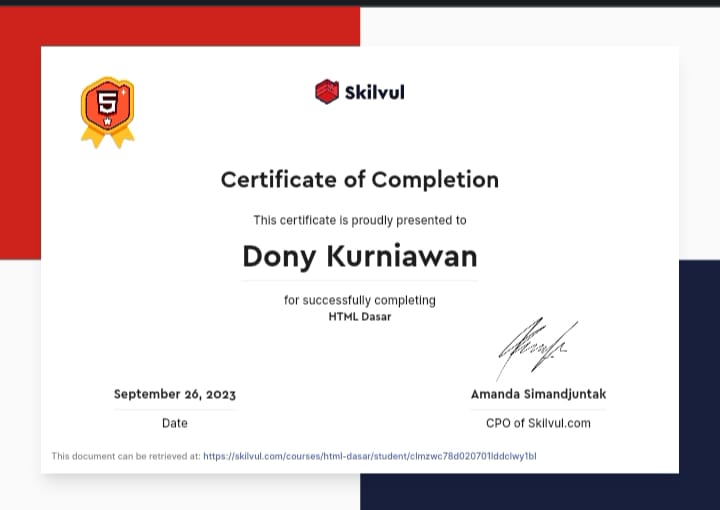 5
Skilvul
Certificate of Completion
This certificate is proudly presented to
Dony Kurniawan
for successfully completing
HTML Dasar
September 26, 2023
Amanda Simandjuntak
Date
CPO of Skilvul.com
This document can be retrieved at: https://skilvul.com/courses/html-dasar/student/clmzwc78d020701lddclwy1bl